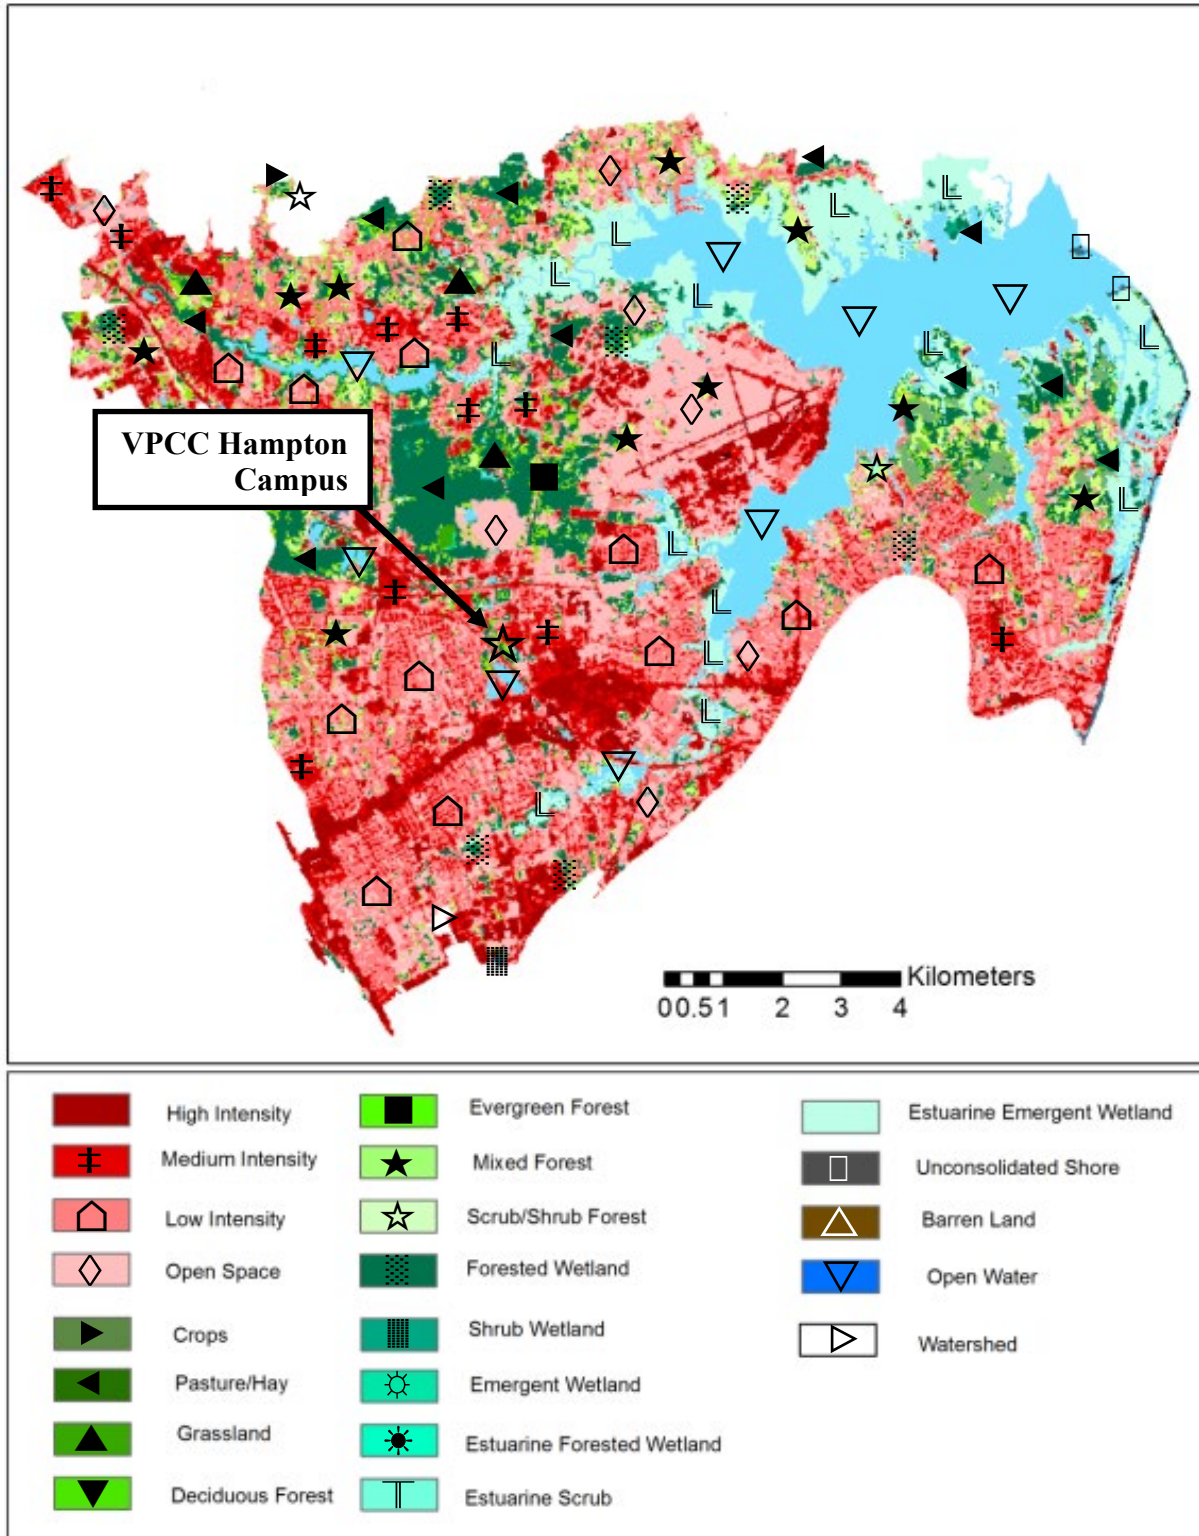 VPCC Hampton
Campus
Kilometers
0 0.5 1 2 3 4
High Intensity
Medium Intensity
Low Intensity
Open Space
Crops
Pasture/Hay
Grassland
Deciduous Forest
Evergreen Forest
Mixed Forest
Scrub/Shrub Forest
Forested Wetland
Shrub Wetland
Emergent Wetland
Estuarine Forested Wetland
Estuarine Scrub
Estuarine Emergent Wetland
Unconsolidated Shore
Barren Land
Open Water
Watershed